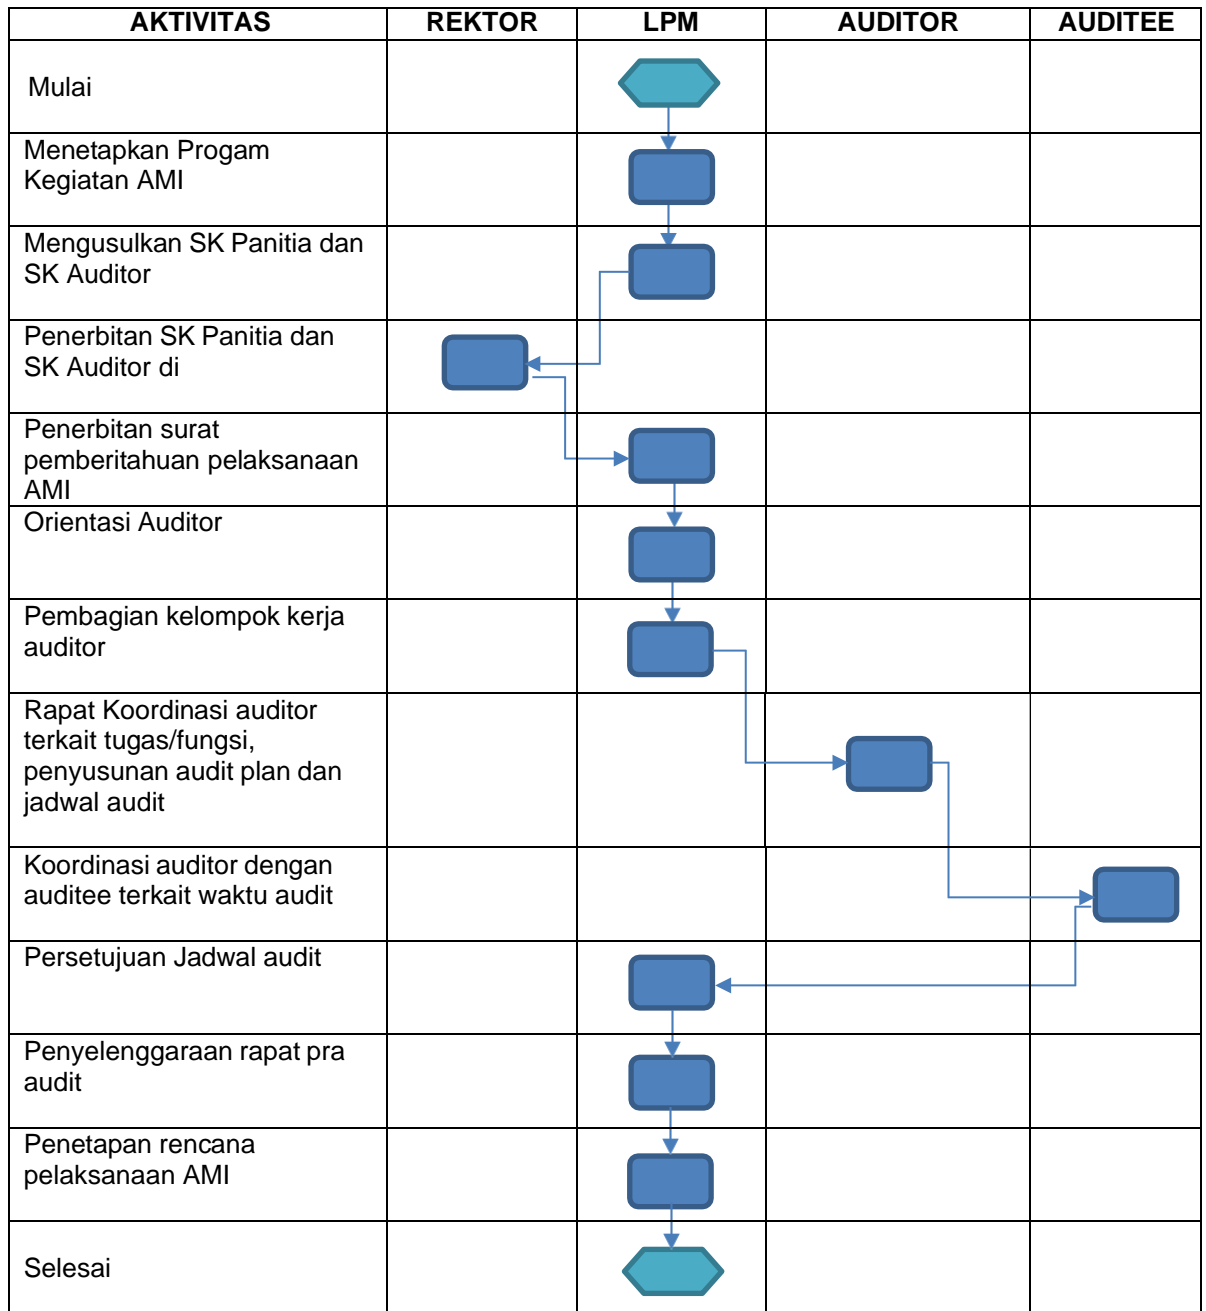 AKTIVITAS REKTOR LPM AUDITOR AUDITEE
Mulai
Menetapkan Progam
Kegiatan AMI
Mengusulkan SK Panitia dan
SK Auditor
Penerbitan SK Panitia dan
SK Auditor di
Penerbitan surat
pemberitahuan pelaksanaan
AMI
Orientasi Auditor
Pembagian kelompok kerja
auditor
Rapat Koordinasi auditor
terkait tugas/fungsi,
penyusunan audit plan dan
jadwal audit
Koordinasi auditor dengan
auditee terkait waktu audit
Persetujuan Jadwal audit
Penyelenggaraan rapat pra
audit
Penetapan rencana
pelaksanaan AMI
Selesai